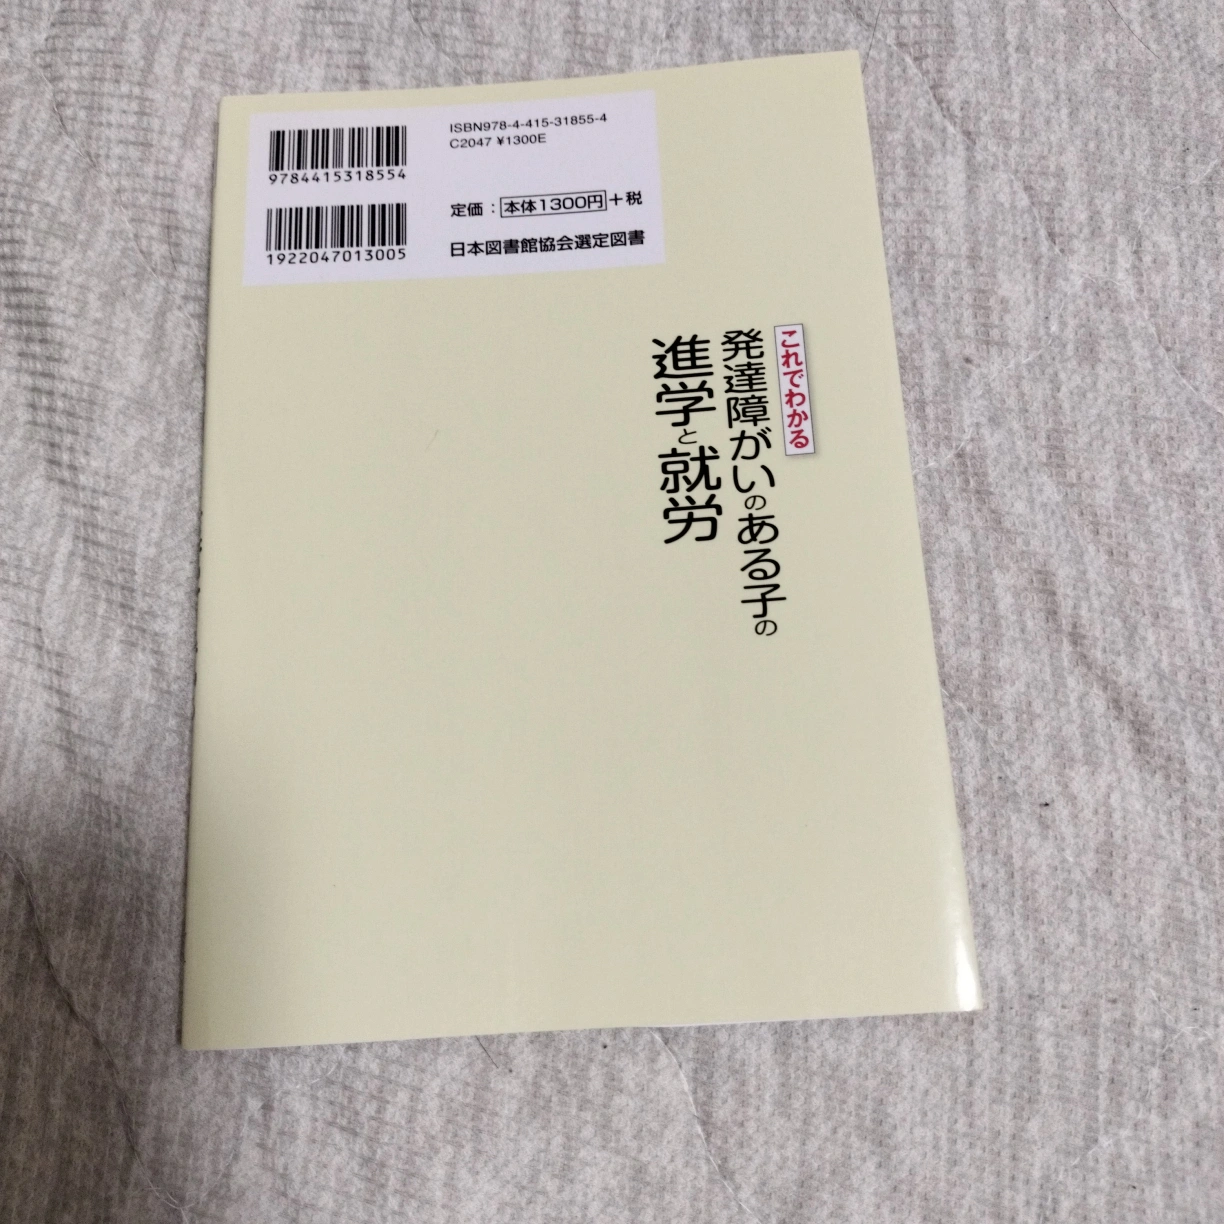 ISBN978-4-415-31855-4
C2047 ¥1300E
9784415318554
定価：本体1300円+税
1922047013005
日本図書館協会選定図書
これでわかる
発達障がいのある子の
進学と就労